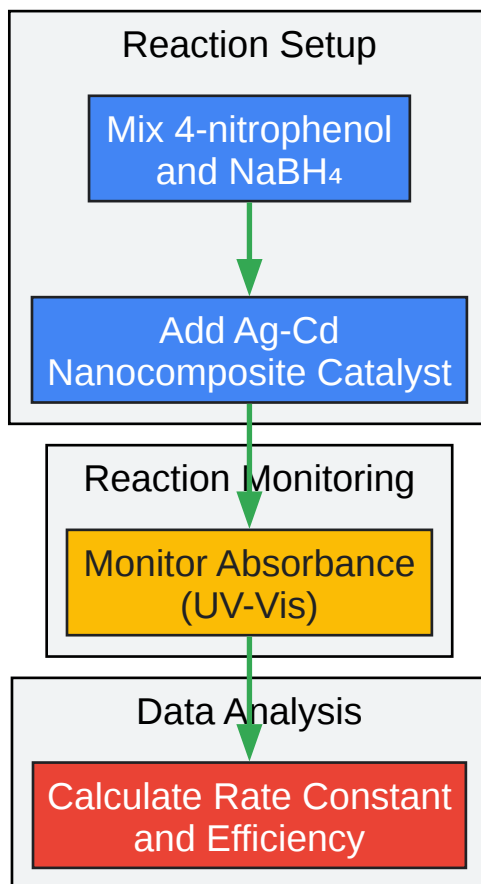 Reaction Setup
Mix 4-nitrophenol
and NaBH₄
Add Ag-Cd
Nanocomposite Catalyst
Reaction Monitoring
Monitor Absorbance
(UV-Vis)
Data Analysis
Calculate Rate Constant
and Efficiency